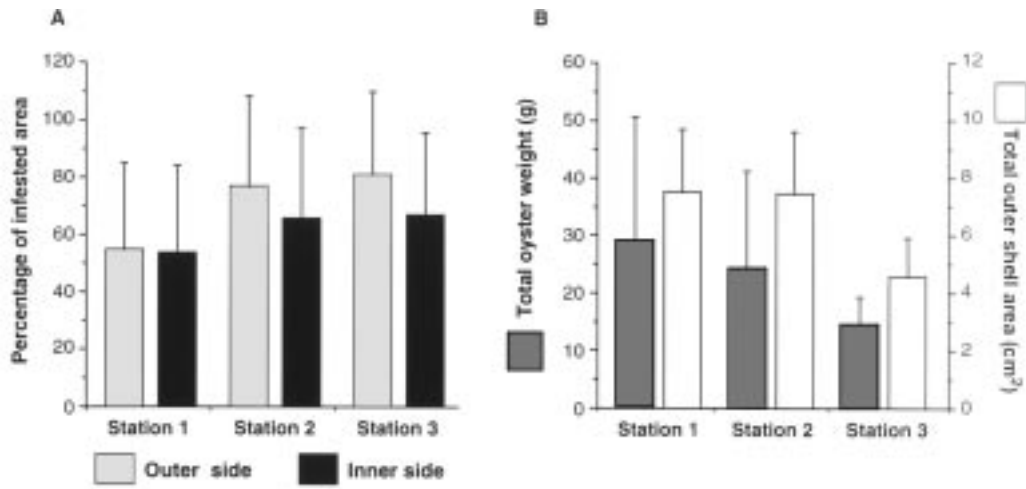 A
120
100
80
60
40
20
0
Percentage of infested area
Station 1
Station 2
Station 3
Outer side
Inner side
B
60
50
40
30
20
10
0
Total oyster weight (g)
12
10
8
6
4
2
0
Total outer shell area (cm²)
Station 1
Station 2
Station 3